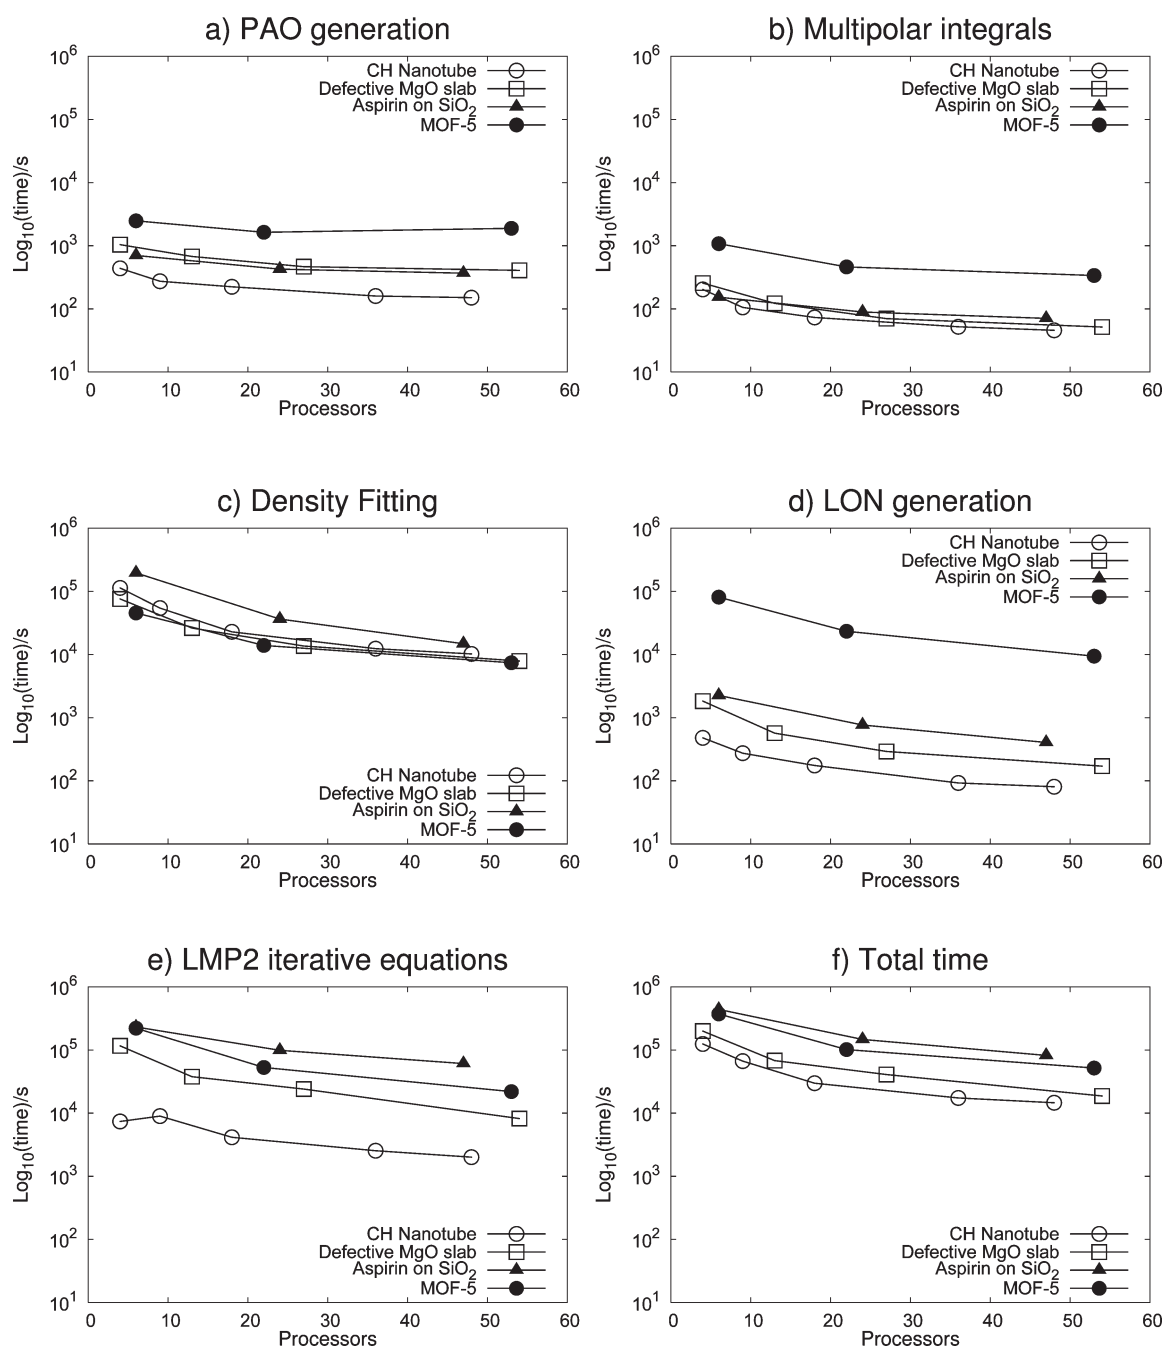 a) PAO generation
Log10(time)/s
10^6
10^5
10^4
10^3
10^2
10^1
0 10 20 30 40 50 60
Processors
CH Nanotube
Defective MgO slab
Aspirin on SiO2
MOF-5
b) Multipolar integrals
Log10(time)/s
10^6
10^5
10^4
10^3
10^2
10^1
0 10 20 30 40 50 60
Processors
CH Nanotube
Defective MgO slab
Aspirin on SiO2
MOF-5
c) Density Fitting
Log10(time)/s
10^6
10^5
10^4
10^3
10^2
10^1
0 10 20 30 40 50 60
Processors
CH Nanotube
Defective MgO slab
Aspirin on SiO2
MOF-5
d) LON generation
Log10(time)/s
10^6
10^5
10^4
10^3
10^2
10^1
0 10 20 30 40 50 60
Processors
CH Nanotube
Defective MgO slab
Aspirin on SiO2
MOF-5
e) LMP2 iterative equations
Log10(time)/s
10^6
10^5
10^4
10^3
10^2
10^1
0 10 20 30 40 50 60
Processors
CH Nanotube
Defective MgO slab
Aspirin on SiO2
MOF-5
f) Total time
Log10(time)/s
10^6
10^5
10^4
10^3
10^2
10^1
0 10 20 30 40 50 60
Processors
CH Nanotube
Defective MgO slab
Aspirin on SiO2
MOF-5